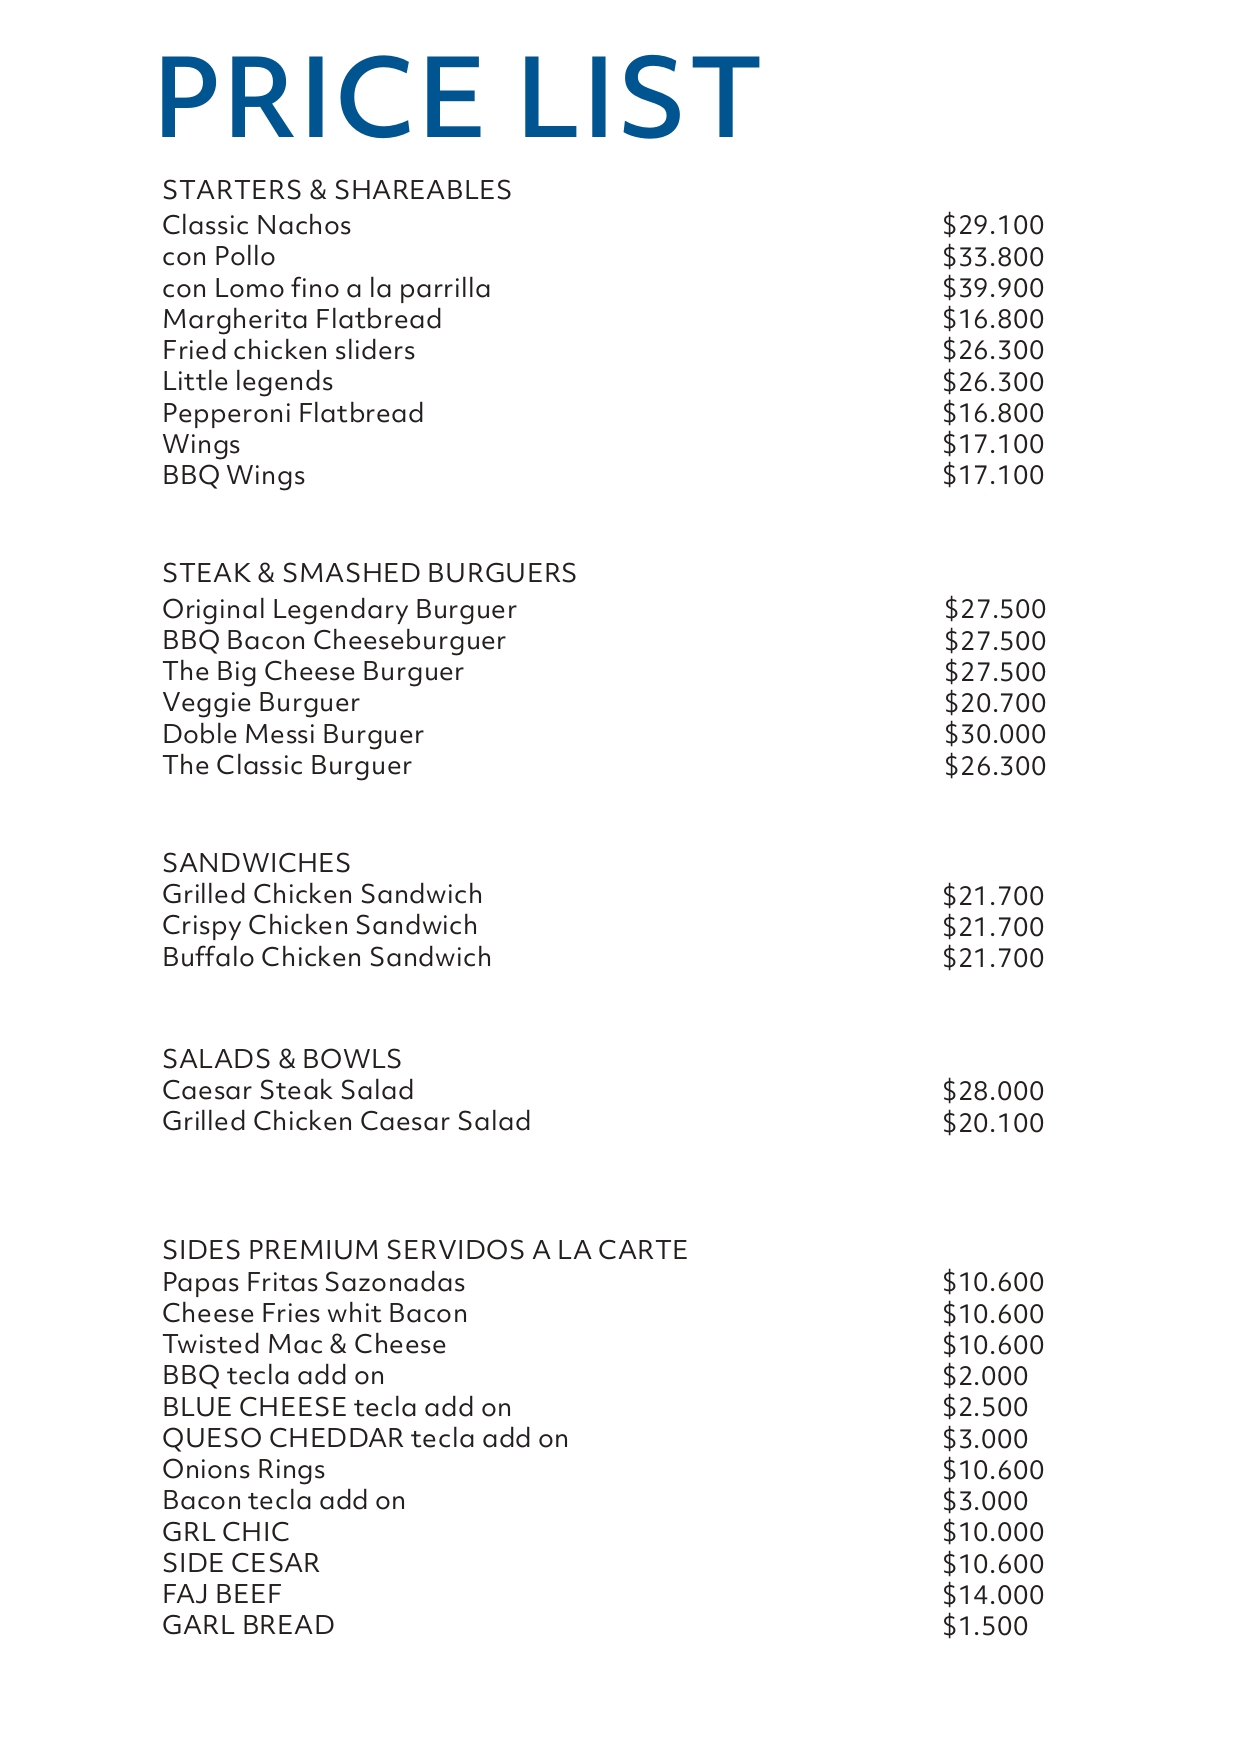 PRICE LIST
STARTERS & SHAREABLES
Classic Nachos $29.100
con Pollo $33.800
con Lomo fino a la parrilla $39.900
Margherita Flatbread $16.800
Fried chicken sliders $26.300
Little legends $26.300
Pepperoni Flatbread $16.800
Wings $17.100
BBQ Wings $17.100
STEAK & SMASHED BURGUERS
Original Legendary Burguer $27.500
BBQ Bacon Cheeseburguer $27.500
The Big Cheese Burguer $27.500
Veggie Burguer $20.700
Doble Messi Burguer $30.000
The Classic Burguer $26.300
SANDWICHES
Grilled Chicken Sandwich $21.700
Crispy Chicken Sandwich $21.700
Buffalo Chicken Sandwich $21.700
SALADS & BOWLS
Caesar Steak Salad $28.000
Grilled Chicken Caesar Salad $20.100
SIDES PREMIUM SERVIDOS A LA CARTE
Papas Fritas Sazonadas $10.600
Cheese Fries whit Bacon $10.600
Twisted Mac & Cheese $10.600
BBQ tecla add on $2.000
BLUE CHEESE tecla add on $2.500
QUESO CHEDDAR tecla add on $3.000
Onions Rings $10.600
Bacon tecla add on $3.000
GRL CHIC $10.000
SIDE CESAR $10.600
FAJ BEEF $14.000
GARL BREAD $1.500